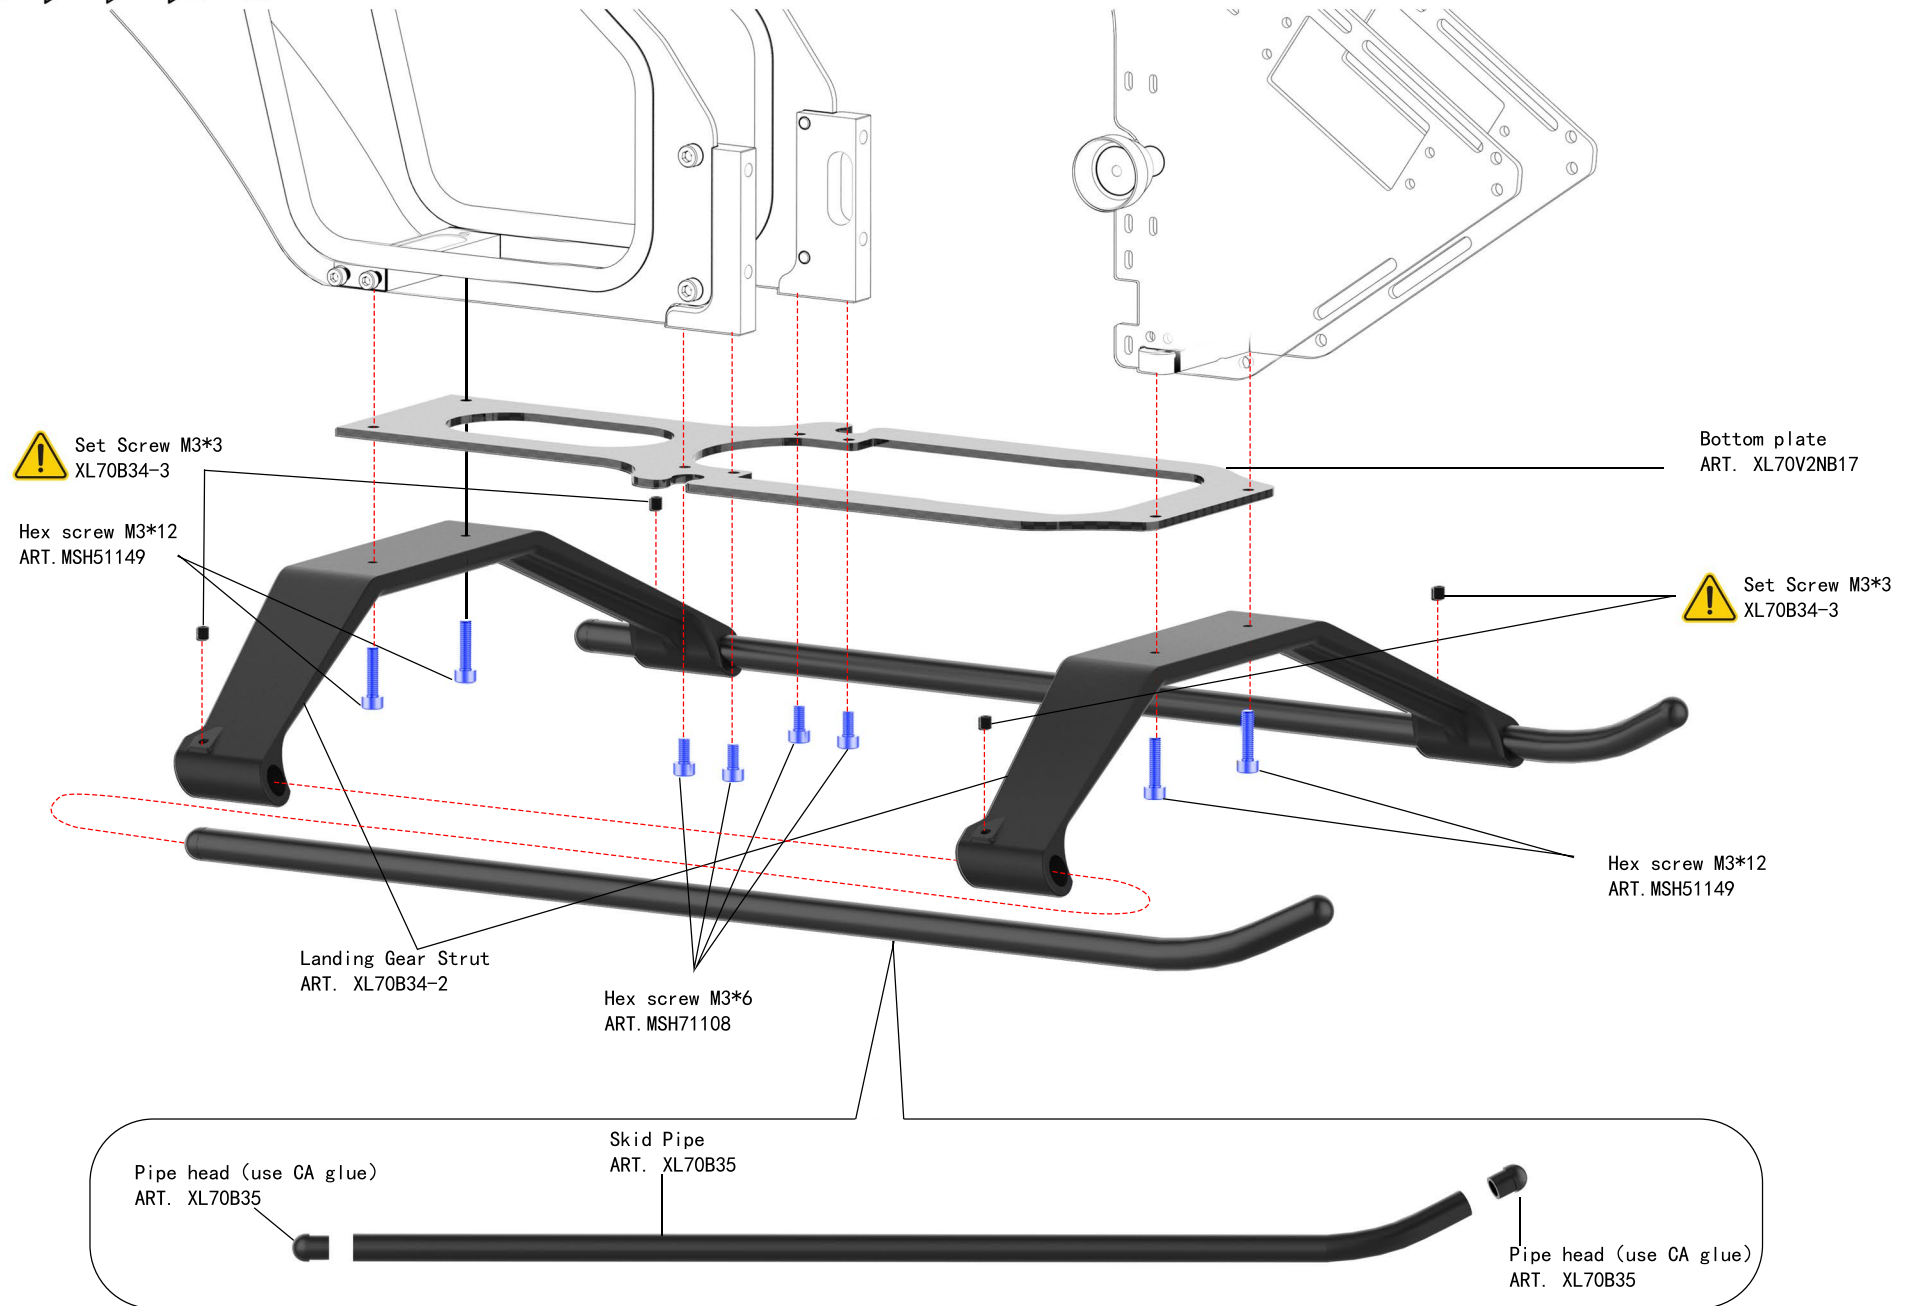 Set Screw M3*3
XL70B34-3
Hex screw M3*12
ART.MSH51149
Bottom plate
ART. XL70V2NB17
Set Screw M3*3
XL70B34-3
Hex screw M3*12
ART.MSH51149
Landing Gear Strut
ART. XL70B34-2
Hex screw M3*6
ART.MSH71108
Skid Pipe
ART. XL70B35
Pipe head（use CA glue）
ART. XL70B35
Pipe head（use CA glue）
ART. XL70B35